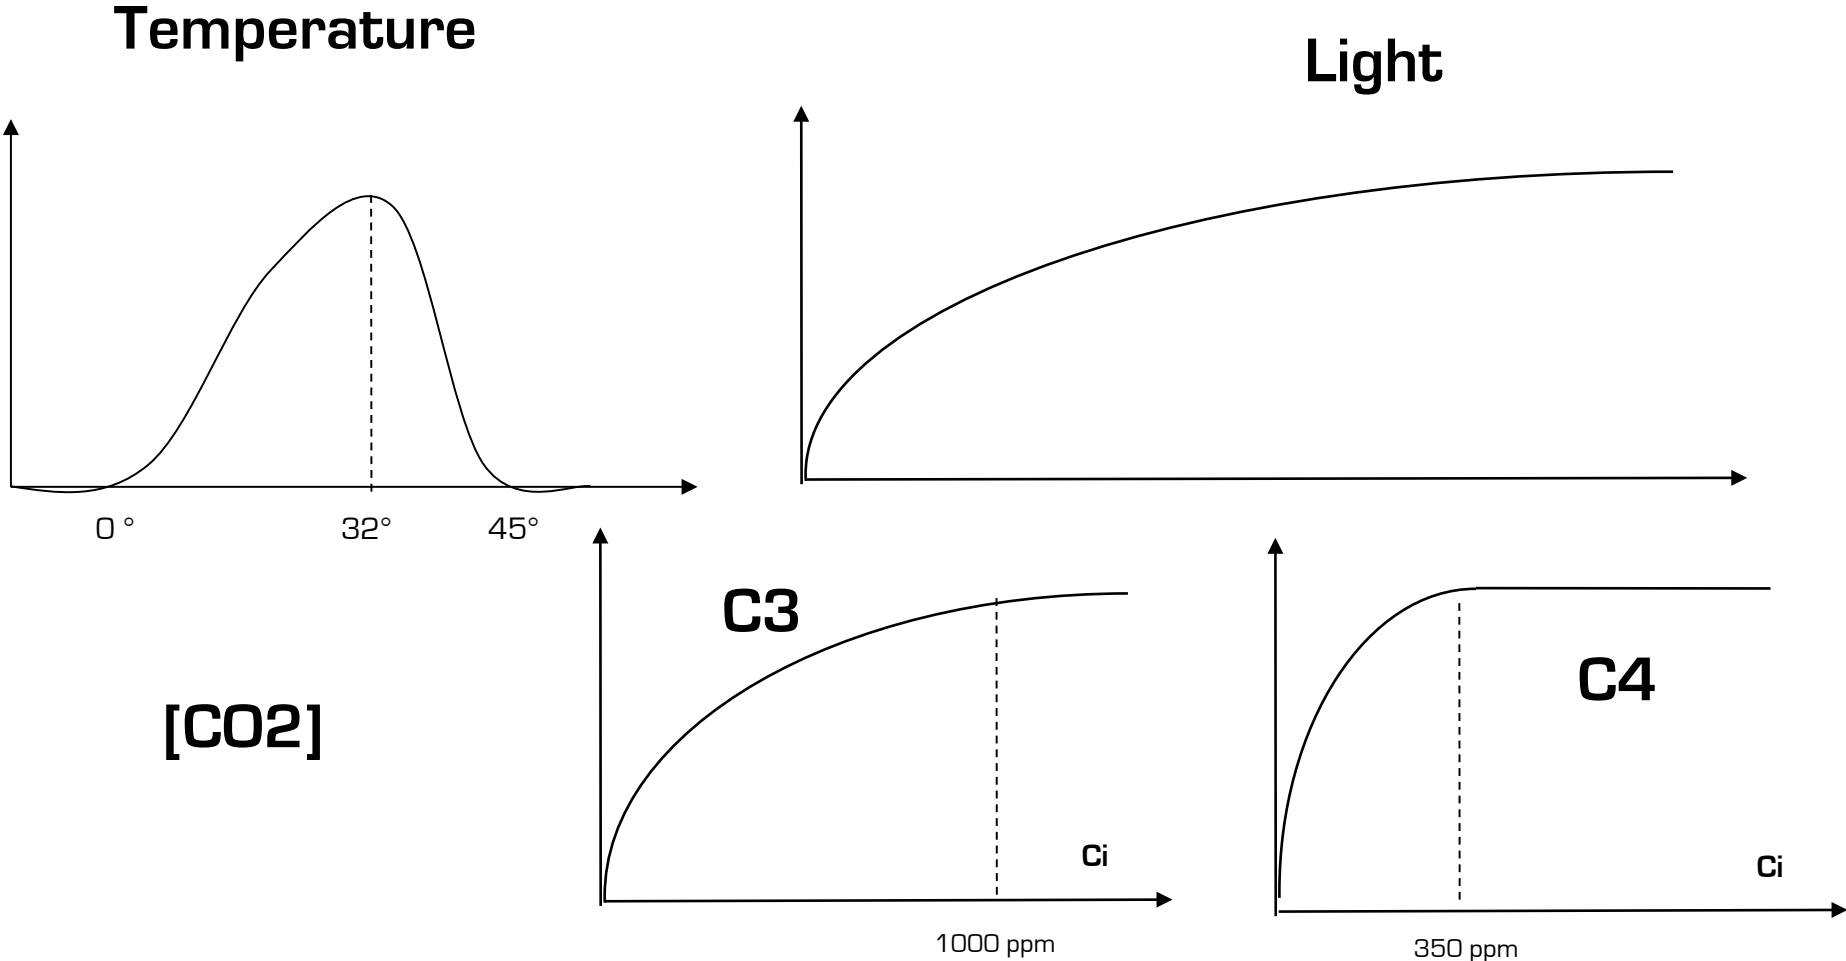 Temperature
Light
0 °
32°
45°
C3
C4
[CO2]
Ci
Ci
1000 ppm
350 ppm